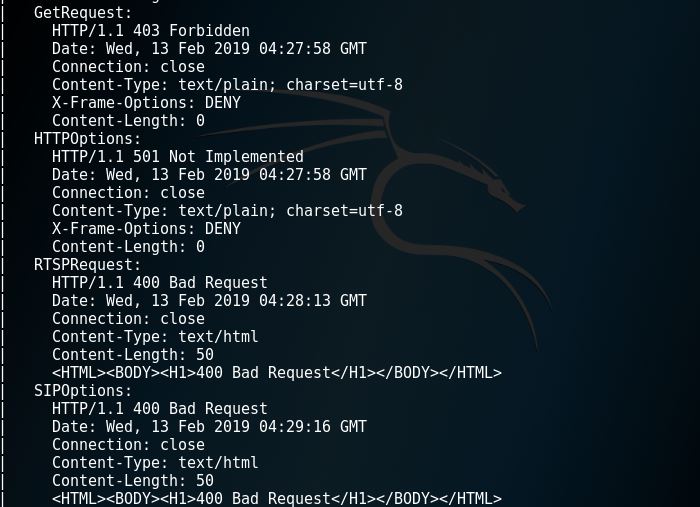 |   GetRequest:
|     HTTP/1.1 403 Forbidden
|     Date: Wed, 13 Feb 2019 04:27:58 GMT
|     Connection: close
|     Content-Type: text/plain; charset=utf-8
|     X-Frame-Options: DENY
|     Content-Length: 0
|   HTTPOptions:
|     HTTP/1.1 501 Not Implemented
|     Date: Wed, 13 Feb 2019 04:27:58 GMT
|     Connection: close
|     Content-Type: text/plain; charset=utf-8
|     X-Frame-Options: DENY
|     Content-Length: 0
|   RTSPRequest:
|     HTTP/1.1 400 Bad Request
|     Date: Wed, 13 Feb 2019 04:28:13 GMT
|     Connection: close
|     Content-Type: text/html
|     Content-Length: 50
|     <HTML><BODY><H1>400 Bad Request</H1></BODY></HTML>
|   SIPOptions:
|     HTTP/1.1 400 Bad Request
|     Date: Wed, 13 Feb 2019 04:29:16 GMT
|     Connection: close
|     Content-Type: text/html
|     Content-Length: 50
|     <HTML><BODY><H1>400 Bad Request</H1></BODY></HTML>